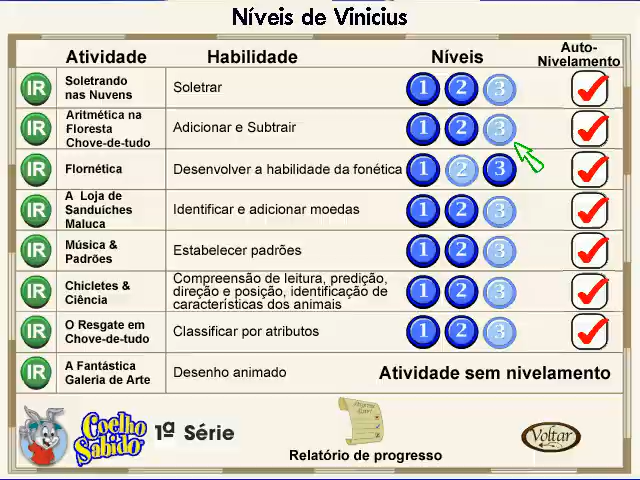 Níveis de Vinicius
Atividade Habilidade Níveis Auto-
Nivelamento
IR Soletrando
nas Nuvens Soletrar 1 2 3
IR Aritmética na
Floresta
Chove-de-tudo Adicionar e Subtrair 1 2 3
IR Flornética Desenvolver a habilidade da fonética 1 2 3
IR A Loja de
Sanduíches
Maluca Identificar e adicionar moedas 1 2 3
IR Música &
Padrões Estabelecer padrões 1 2 3
IR Chicletes &
Ciência Compreensão de leitura, predição,
direção e posição, identificação de
características dos animais 1 2 3
IR O Resgate em
Chove-de-tudo Classificar por atributos 1 2 3
IR A Fantástica
Galeria de Arte Desenho animado Atividade sem nivelamento
Coelho
Sabido 1ª Série
Relatório de progresso
Voltar